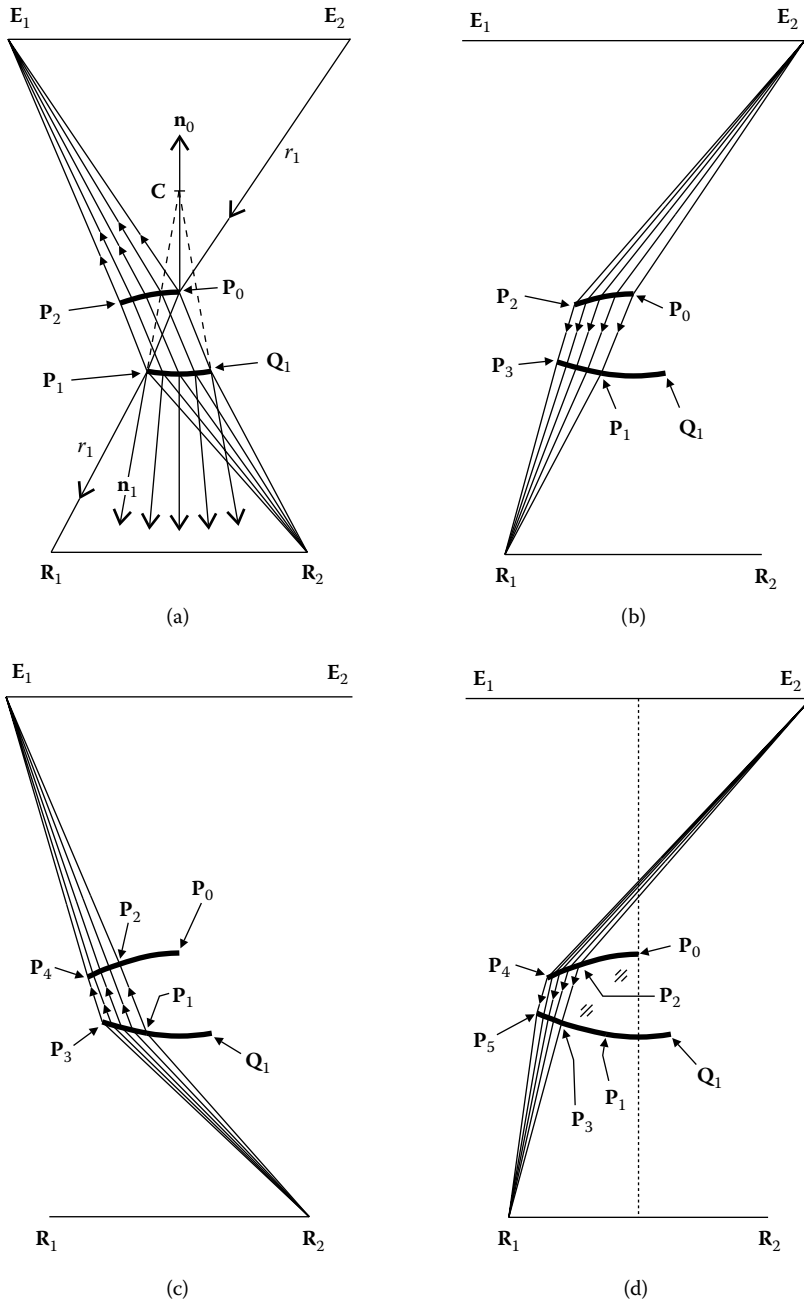 E1 E2
n0
r1
C
P2 P0
P1 Q1
r1
n1
R1 R2
(a)
E1 E2
P2 P0
P3
P1 Q1
R1 R2
(b)
E1 E2
P0
P2
P4
P1
P3
Q1
R1 R2
(c)
E1 E2
P0
P4
P2
P5
Q1
P1
P3
R1 R2
(d)